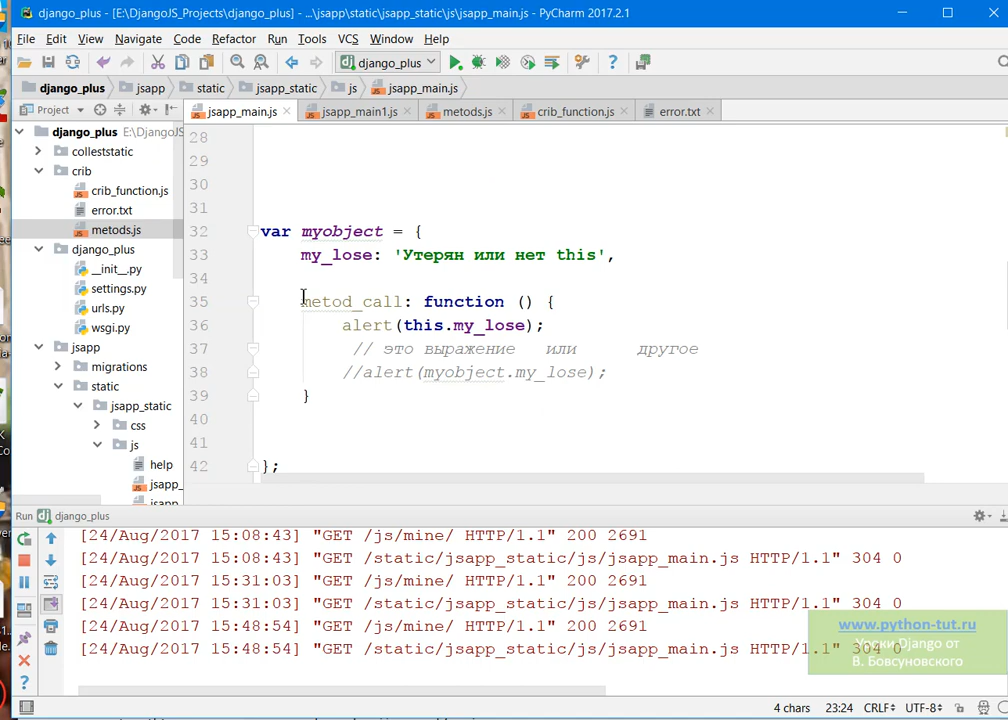 django_plus - [E:\DjangoJS_Projects\django_plus] - ...\jsapp\static\jsapp_static\js\jsapp_main.js - PyCharm 2017.2.1
File Edit View Navigate Code Refactor Run Tools VCS Window Help
django_plus
django_plus jsapp static jsapp_static js jsapp_main.js
Project jsapp_main.js jsapp_main1.js metods.js crib_function.js error.txt
django_plus E:\DjangoJS
colleststatic
crib
crib_function.js
error.txt
metods.js
django_plus
__init__.py
settings.py
urls.py
wsgi.py
jsapp
migrations
static
jsapp_static
css
js
help
jsapp_
28
29
30
31
32 var myobject = {
33 my_lose: 'Утерян или нет this',
34
35 metod_call: function () {
36 alert(this.my_lose);
37 // это выражение или другое
38 //alert(myobject.my_lose);
39 }
40
41
42 };
Run django_plus
[24/Aug/2017 15:08:43] "GET /js/mine/ HTTP/1.1" 200 2691
[24/Aug/2017 15:08:43] "GET /static/jsapp_static/js/jsapp_main.js HTTP/1.1" 304 0
[24/Aug/2017 15:31:03] "GET /js/mine/ HTTP/1.1" 200 2691
[24/Aug/2017 15:31:03] "GET /static/jsapp_static/js/jsapp_main.js HTTP/1.1" 304 0
[24/Aug/2017 15:48:54] "GET /js/mine/ HTTP/1.1" 200 2691
[24/Aug/2017 15:48:54] "GET /static/jsapp_static/js/jsapp_main.js HTTP/1.1" 304 0
www.python-tut.ru
Уроки Django от
В. Бовсуновского
4 chars 23:24 CRLF UTF-8